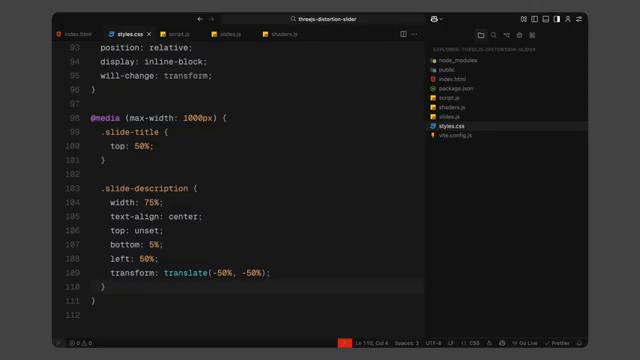 threejs-distortion-slider
index.html
styles.css
script.js
slides.js
shaders.js
EXPLORER: THREEJS-DISTORTION-SLIDER
node_modules
public
index.html
package.json
script.js
shaders.js
slides.js
styles.css
vite.config.js
93 position: relative;
94 display: inline-block;
95 will-change: transform;
96 }
97
98 @media (max-width: 1000px) {
99 .slide-title {
100 top: 50%;
101 }
102
103 .slide-description {
104 width: 75%;
105 text-align: center;
106 top: unset;
107 bottom: 5%;
108 left: 50%;
109 transform: translate(-50%, -50%);
110 }
111 }
112
0 0 Ln 110, Col 4 Spaces: 2 UTF-8 LF {} CSS Go Live Prettier